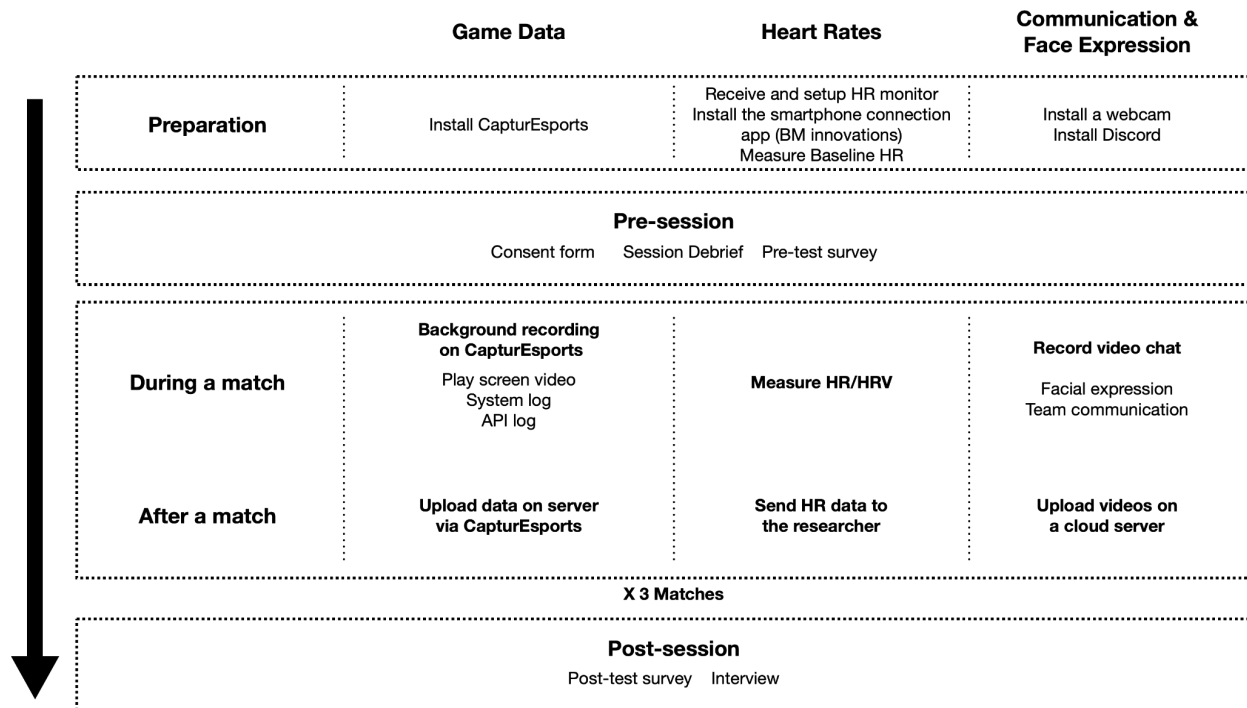 Game Data
Heart Rates
Communication &
Face Expression
Preparation
Install CapturEsports
Receive and setup HR monitor
Install the smartphone connection
app (BM innovations)
Measure Baseline HR
Install a webcam
Install Discord
Pre-session
Consent form Session Debrief Pre-test survey
During a match
Background recording
on CapturEsports
Play screen video
System log
API log
Measure HR/HRV
Record video chat
Facial expression
Team communication
After a match
Upload data on server
via CapturEsports
Send HR data to
the researcher
Upload videos on
a cloud server
X 3 Matches
Post-session
Post-test survey Interview